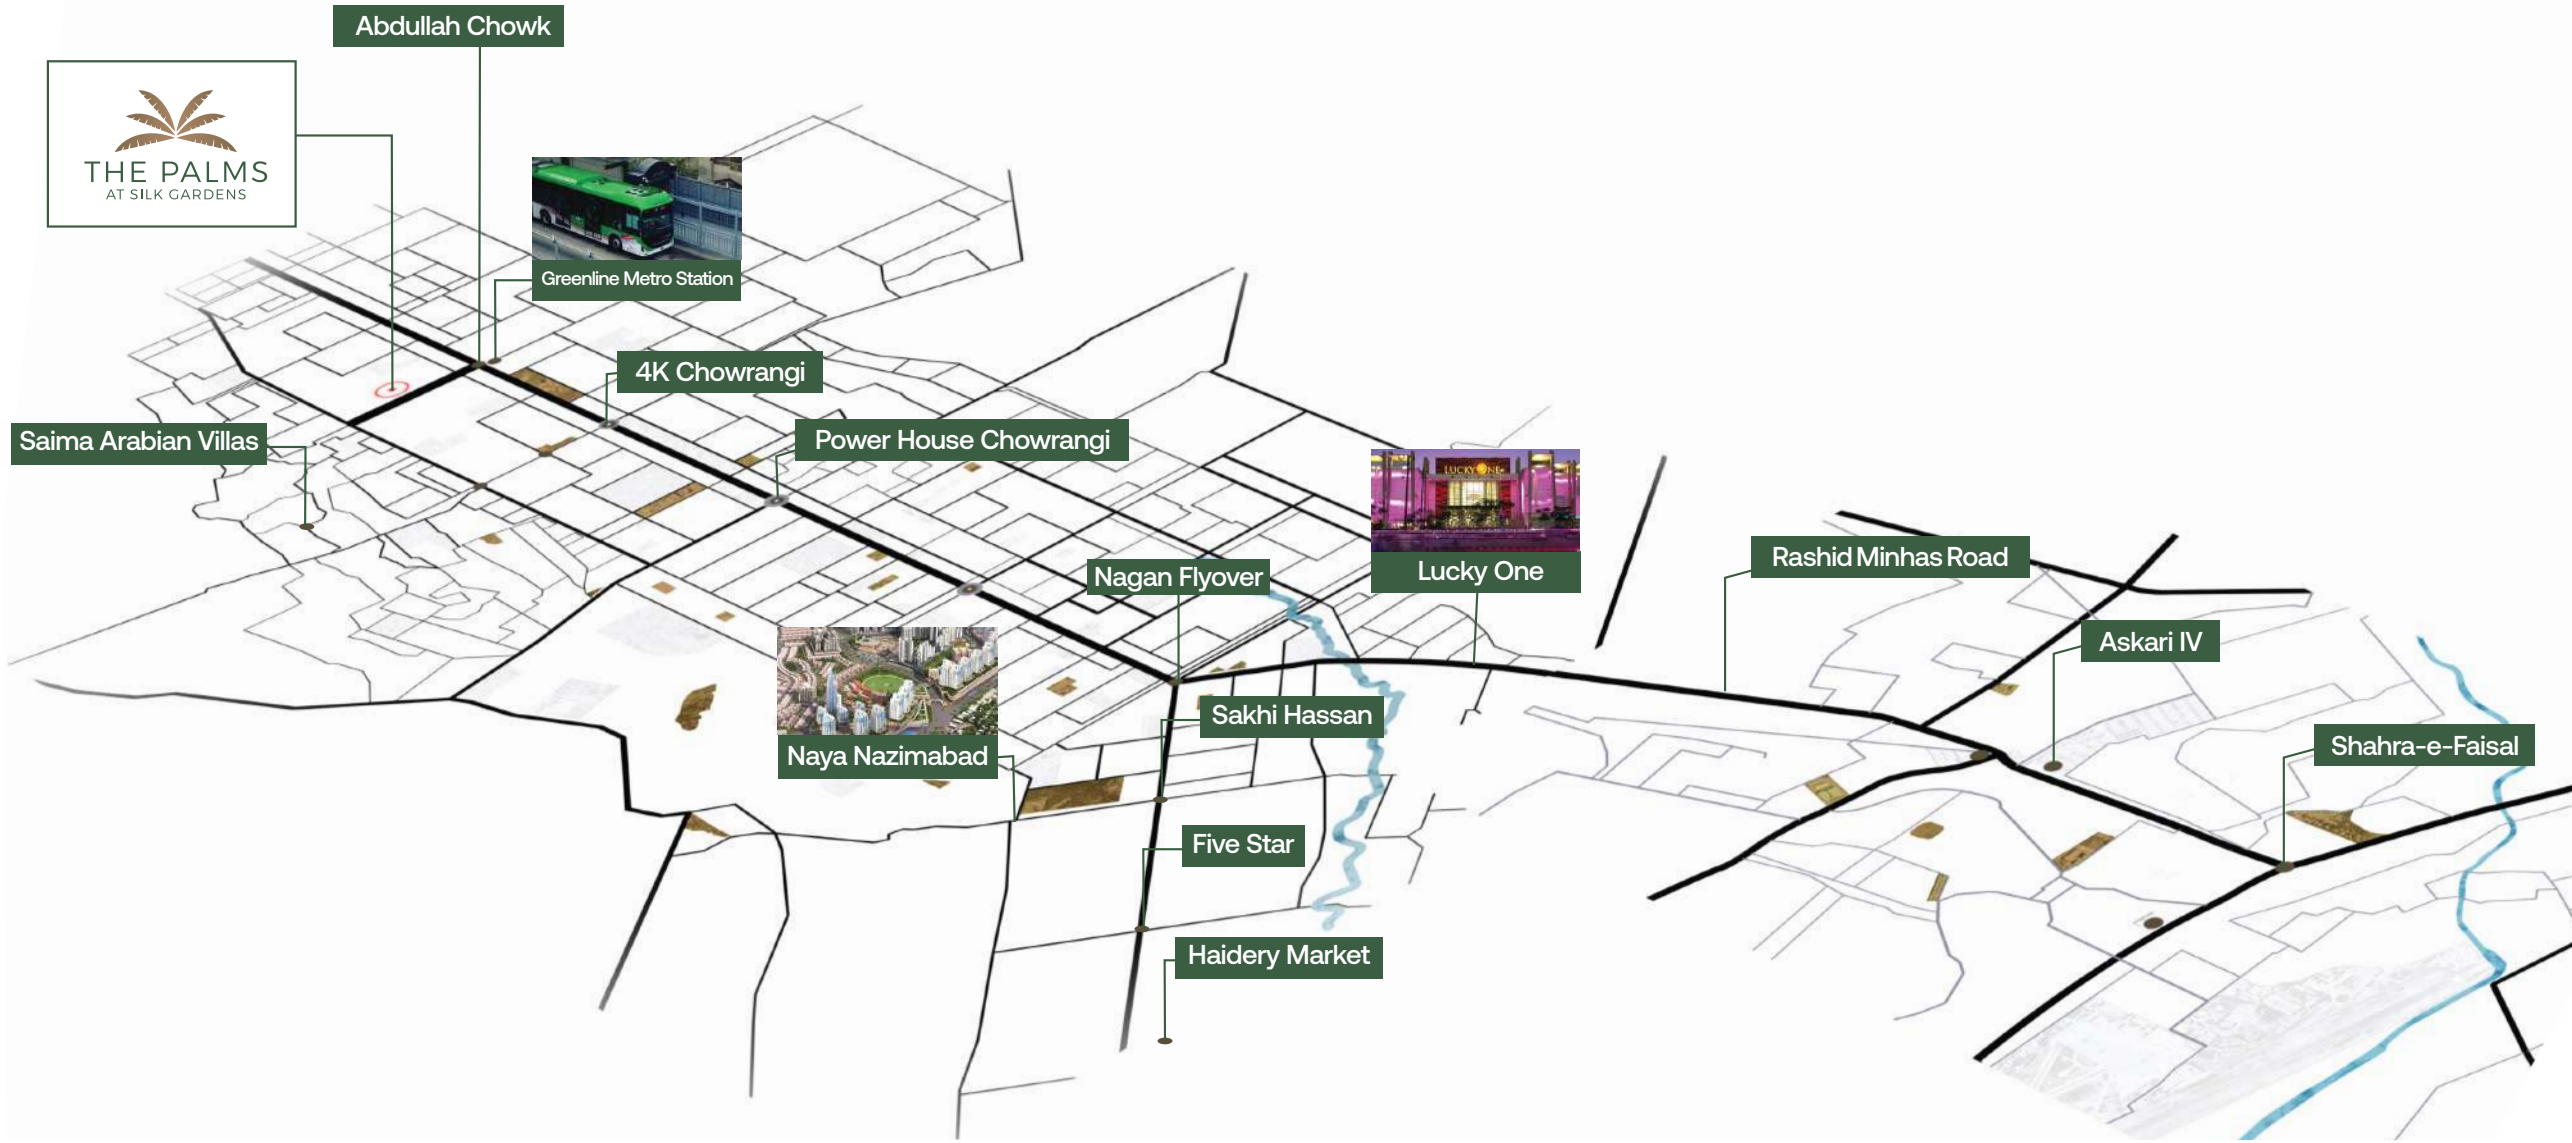 Abdullah Chowk
THE PALMS
AT SILK GARDENS
Greenline Metro Station
4K Chowrangi
Saima Arabian Villas
Power House Chowrangi
LUCKY ONE
Nagan Flyover
Lucky One
Rashid Minhas Road
Askari IV
Sakhi Hassan
Naya Nazimabad
Shahra-e-Faisal
Five Star
Haidery Market